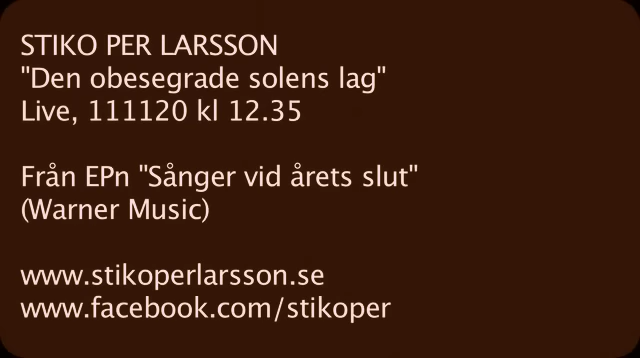 STIKO PER LARSSON
"Den obesegrade solens lag"
Live, 111120 kl 12.35
Från EPn "Sånger vid årets slut"
(Warner Music)
www.stikoperlarsson.se
www.facebook.com/stikoper